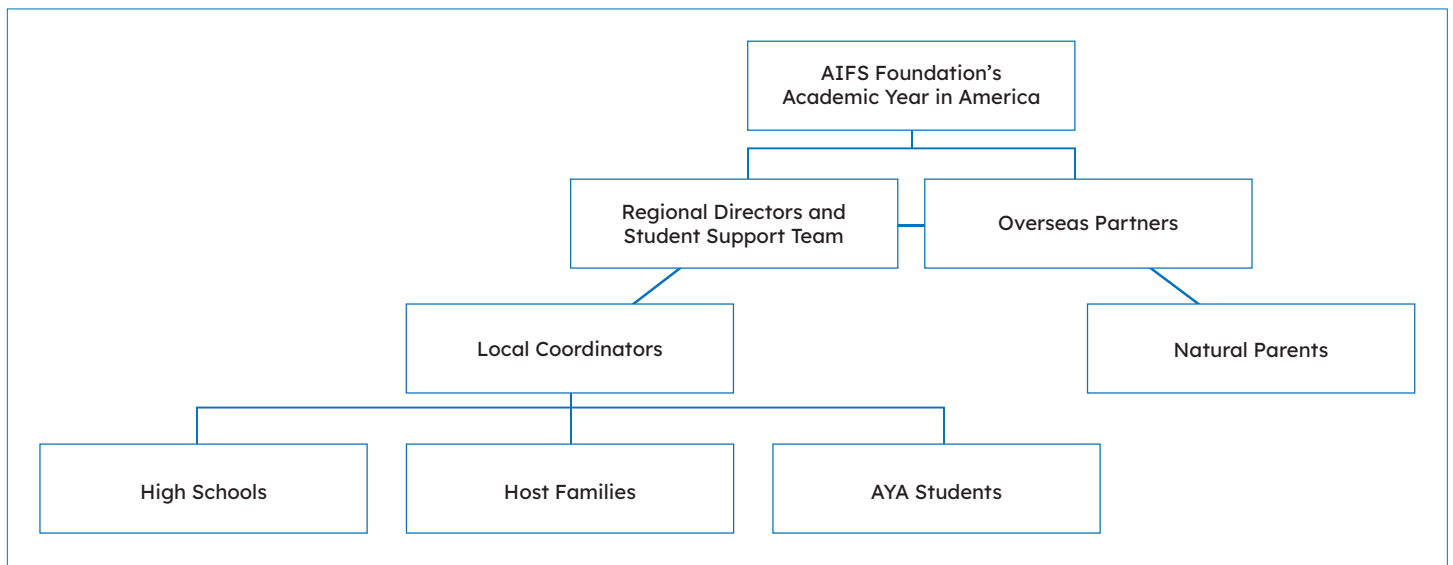 AIFS Foundation’s
Academic Year in America
Regional Directors and
Student Support Team
Overseas Partners
Local Coordinators
Natural Parents
High Schools
Host Families
AYA Students